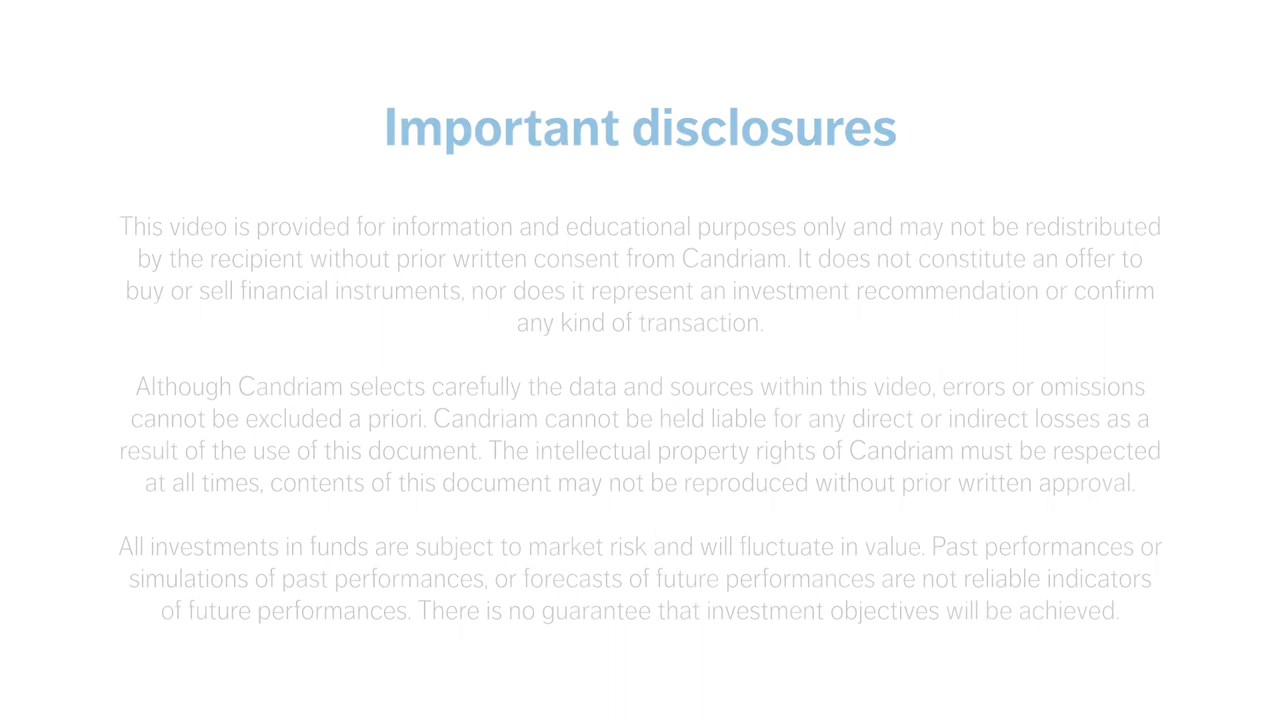 Important disclosures
This video is provided for information and educational purposes only and may not be redistributed
by the recipient without prior written consent from Candriam. It does not constitute an offer to
buy or sell financial instruments, nor does it represent an investment recommendation or confirm
any kind of transaction.
Although Candriam selects carefully the data and sources within this video, errors or omissions
cannot be excluded a priori. Candriam cannot be held liable for any direct or indirect losses as a
result of the use of this document. The intellectual property rights of Candriam must be respected
at all times, contents of this document may not be reproduced without prior written approval.
All investments in funds are subject to market risk and will fluctuate in value. Past performances or
simulations of past performances, or forecasts of future performances are not reliable indicators
of future performances. There is no guarantee that investment objectives will be achieved.